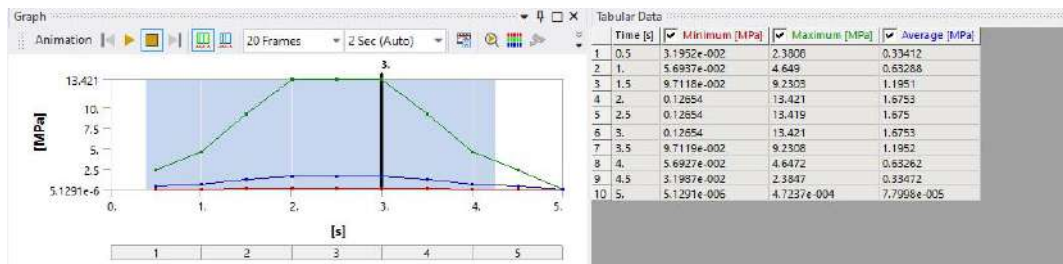 Graph
Animation 20 Frames 2 Sec (Auto)
3.
13.421
10.
7.5
5.
2.5
5.1291e-6
[MPa]
0. 1. 2. 3. 4. 5.
[s]
1 2 3 4 5
Tabular Data
Time [s] Minimum [MPa] Maximum [MPa] Average [MPa]
1 0.5 3.1952e-002 2.3808 0.33412
2 1. 5.6937e-002 4.649 0.63288
3 1.5 9.7118e-002 9.2303 1.1951
4 2. 0.12654 13.421 1.6753
5 2.5 0.12654 13.419 1.675
6 3. 0.12654 13.421 1.6753
7 3.5 9.7119e-002 9.2308 1.1952
8 4. 5.6927e-002 4.6472 0.63262
9 4.5 3.1987e-002 2.3847 0.33472
10 5. 5.1291e-006 4.7237e-004 7.7998e-005